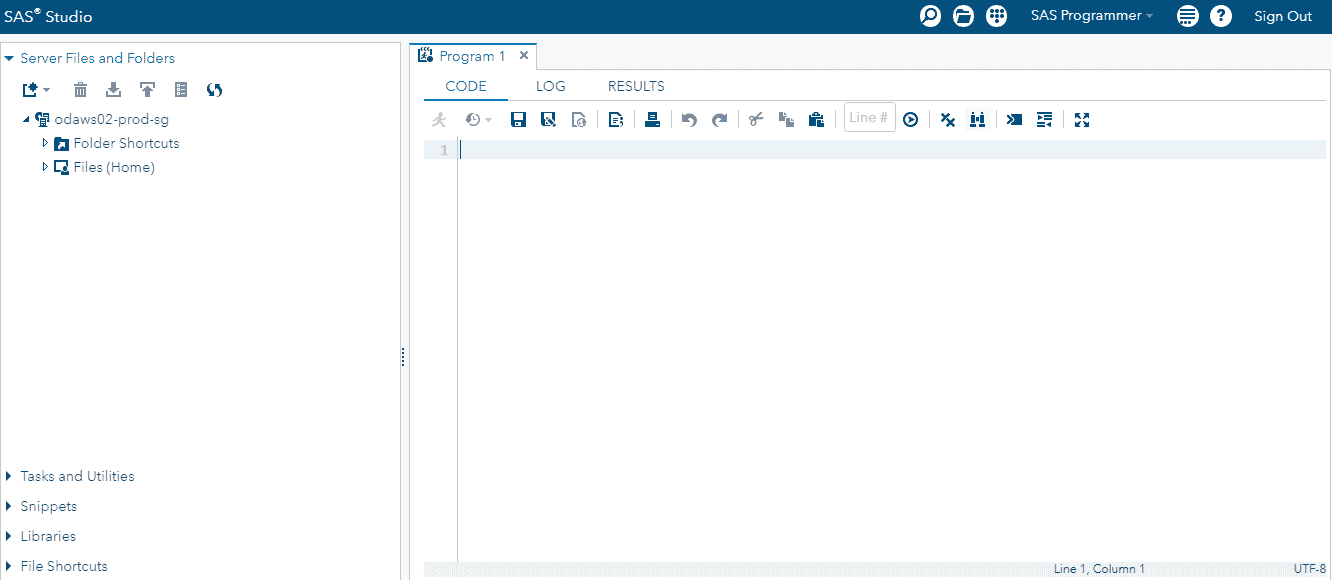 SAS® Studio
SAS Programmer
Sign Out
Server Files and Folders
odaws02-prod-sg
Folder Shortcuts
Files (Home)
Tasks and Utilities
Snippets
Libraries
File Shortcuts
Program 1
CODE LOG RESULTS
Line #
1
Line 1, Column 1
UTF-8